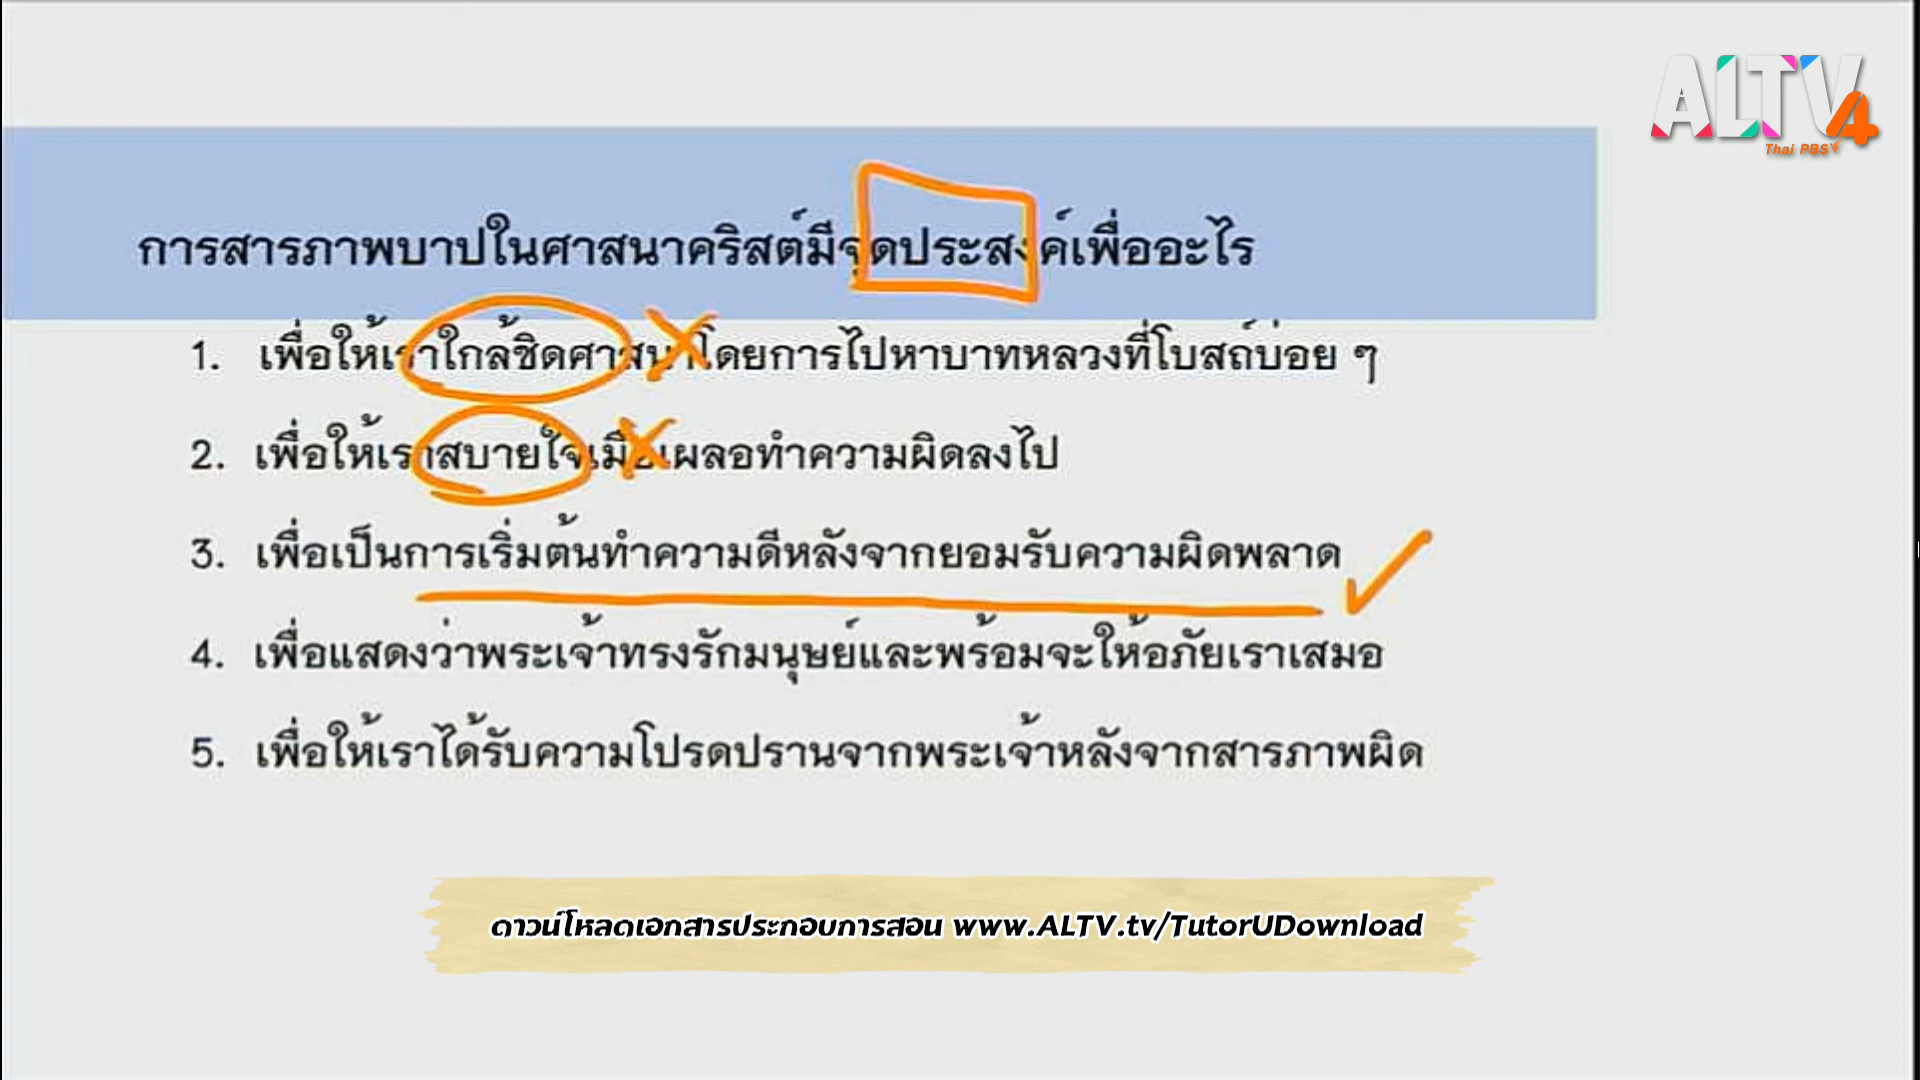 ALTV4
Thai PBS
การสารภาพบาปในศาสนาคริสต์มีจุดประสงค์เพื่ออะไร
1. เพื่อให้เราใกล้ชิดศาสนาโดยการไปหาบาทหลวงที่โบสถ์บ่อย ๆ
2. เพื่อให้เราสบายใจเมื่อเผลอทำความผิดลงไป
3. เพื่อเป็นการเริ่มต้นทำความดีหลังจากยอมรับความผิดพลาด
4. เพื่อแสดงว่าพระเจ้าทรงรักมนุษย์และพร้อมจะให้อภัยเราเสมอ
5. เพื่อให้เราได้รับความโปรดปรานจากพระเจ้าหลังจากสารภาพผิด
ดาวน์โหลดเอกสารประกอบการสอน www.ALTV.tv/TutorUDownload